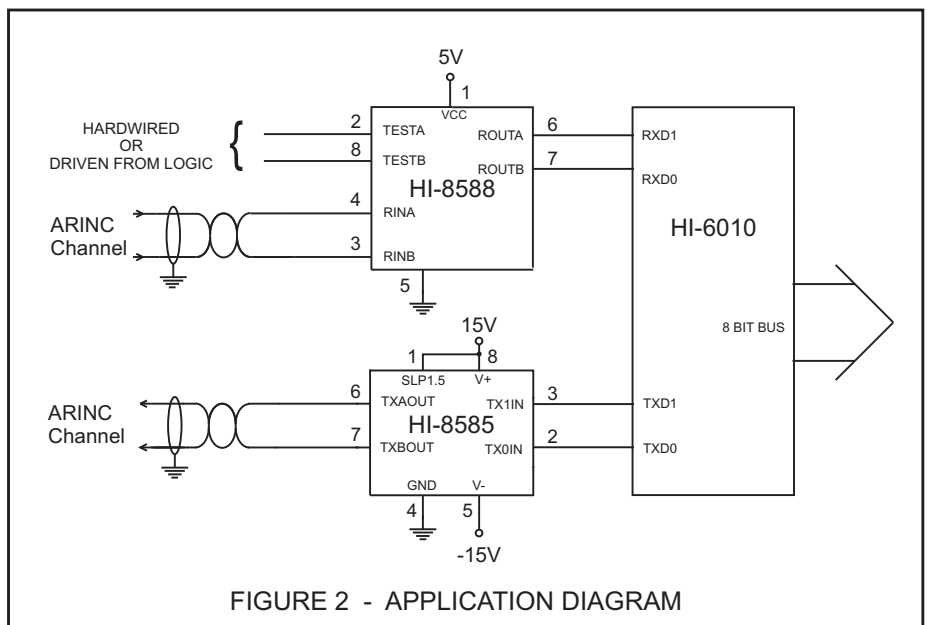 5V
1
VCC
HARDWIRED
OR
DRIVEN FROM LOGIC
{
2
TESTA
8
TESTB
ROUTA
6
RXD1
ROUTB
7
RXD0
HI-8588
HI-6010
ARINC
Channel
4
RINA
3
RINB
5
8 BIT BUS
15V
1
8
SLP1.5
V+
ARINC
Channel
6
TXAOUT
7
TXBOUT
HI-8585
TX1IN
3
TXD1
TX0IN
2
TXD0
GND
V-
4
5
-15V
FIGURE 2 - APPLICATION DIAGRAM